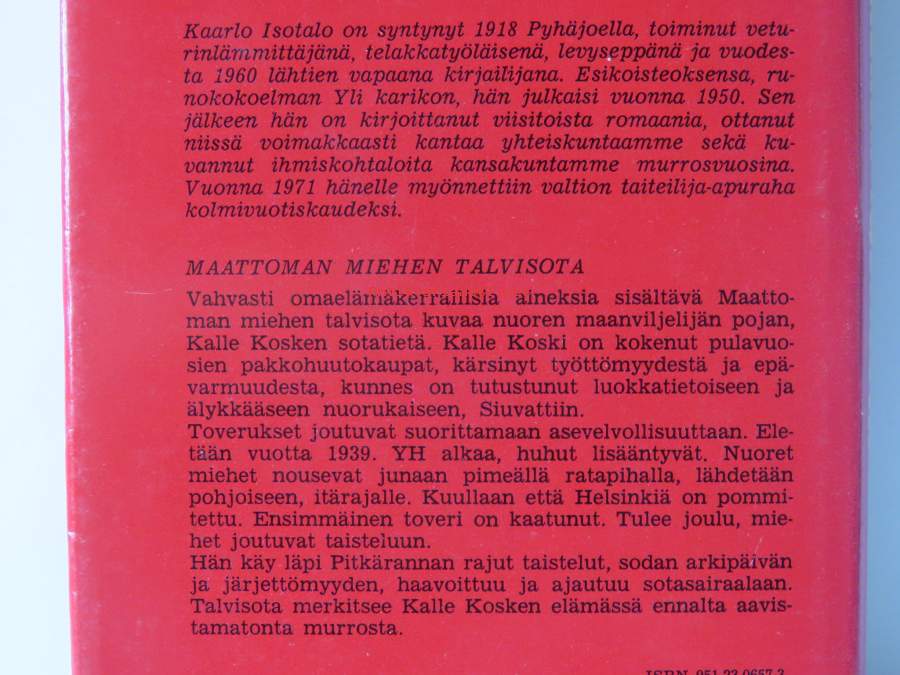 Kaarlo Isotalo on syntynyt 1918 Pyhäjoella, toiminut vetu-
rinlämmittäjänä, telakkatyöläisenä, levyseppänä ja vuodes-
ta 1960 lähtien vapaana kirjailijana. Esikoisteoksensa, ru-
nokokoelman Yli karikon, hän julkaisi vuonna 1950. Sen
jälkeen hän on kirjoittanut viisitoista romaania, ottanut
niissä voimakkaasti kantaa yhteiskuntaamme sekä ku-
vannut ihmiskohtaloita kansakuntamme murrosvuosina.
Vuonna 1971 hänelle myönnettiin valtion taiteilija-apuraha
kolmivuotiskaudeksi.
MAATTOMAN MIEHEN TALVISOTA
Vahvasti omaelämäkerrallisia aineksia sisältävä Maatto-
man miehen talvisota kuvaa nuoren maanviljelijän pojan,
Kalle Kosken sotatietä. Kalle Koski on kokenut pulavuo-
sien pakkohuutokaupat, kärsinyt työttömyydestä ja epä-
varmuudesta, kunnes on tutustunut luokkatietoiseen ja
älykkääseen nuorukaiseen, Siuvattiin.
Toverukset joutuvat suorittamaan asevelvollisuuttaan. Ele-
tään vuotta 1939. YH alkaa, huhut lisääntyvät. Nuoret
miehet nousevat junaan pimeällä ratapihalla, lähdetään
pohjoiseen, itärajalle. Kuullaan että Helsinkiä on pommi-
tettu. Ensimmäinen toveri on kaatunut. Tulee joulu, mie-
het joutuvat taisteluun.
Hän käy läpi Pitkärannan rajut taistelut, sodan arkipäivän
ja järjettömyyden, haavoittuu ja ajautuu sotasairaalaan.
Talvisota merkitsee Kalle Kosken elämässä ennalta aavis-
tamatonta murrosta.
ISBN 951-23-0657-3